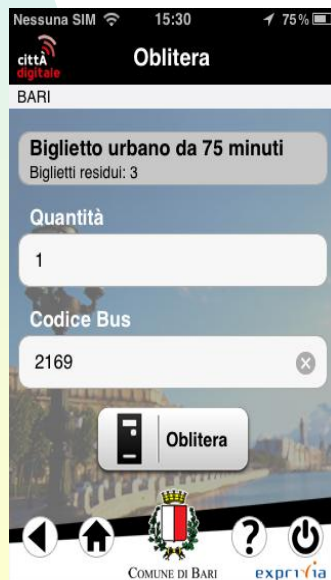 Nessuna SIM 15:30 75%
città
digitale
Oblitera
BARI
Biglietto urbano da 75 minuti
Biglietti residui: 3
Quantità
1
Codice Bus
2169
Oblitera
?
COMUNE DI BARI exprivia